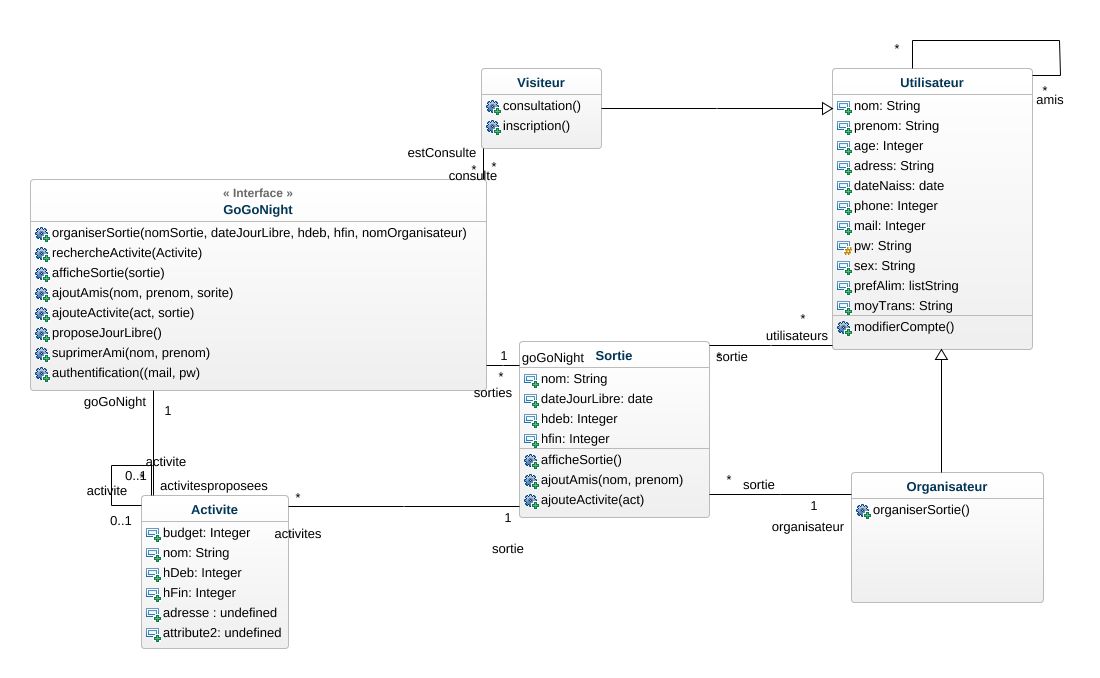 *
Visiteur
consultation()
inscription()
Utilisateur
nom: String
prenom: String
age: Integer
adress: String
dateNaiss: date
phone: Integer
mail: Integer
pw: String
sex: String
prefAlim: listString
moyTrans: String
modifierCompte()
*
amis
estConsulte
*
*
consulte
« Interface »
GoGoNight
organiserSortie(nomSortie, dateJourLibre, hdeb, hfin, nomOrganisateur)
rechercheActivite(Activite)
afficheSortie(sortie)
ajoutAmis(nom, prenom, sorite)
ajouteActivite(act, sortie)
proposeJourLibre()
suprimerAmi(nom, prenom)
authentification((mail, pw)
*
utilisateurs
*
sortie
1
goGoNight
*
sorties
Sortie
nom: String
dateJourLibre: date
hdeb: Integer
hfin: Integer
afficheSortie()
ajoutAmis(nom, prenom)
ajouteActivite(act)
goGoNight
1
activite
0..1
*
activite
activitesproposees
0..1
*
activites
1
sortie
*
sortie
1
organisateur
Organisateur
organiserSortie()
Activite
budget: Integer
nom: String
hDeb: Integer
hFin: Integer
adresse : undefined
attribute2: undefined